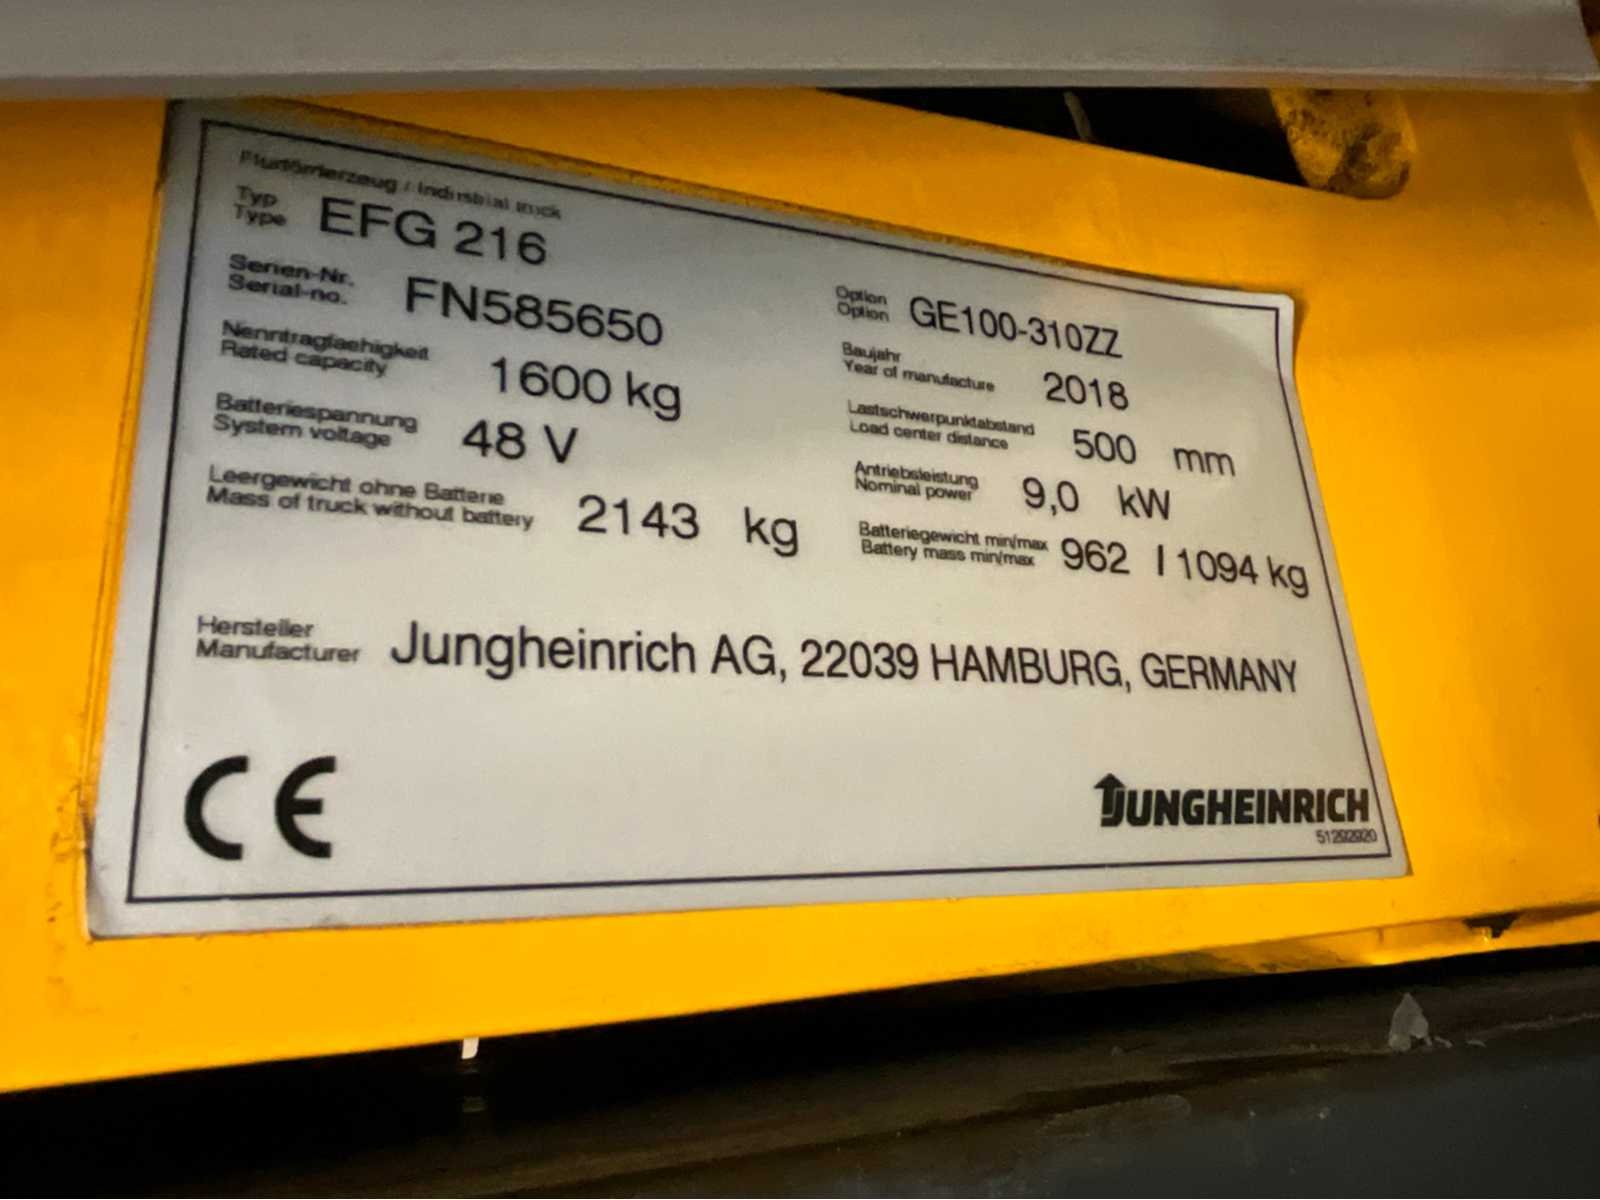 Flurförderzeug / Industrial truck
Typ
Type EFG 216
Serien-Nr.
Serial-no. FN585650
Option
Option GE100-310ZZ
Nenntragfaehigkeit
Rated capacity 1600 kg
Baujahr
Year of manufacture 2018
Batteriespannung
System voltage 48 V
Lastschwerpunktabstand
Load center distance 500 mm
Leergewicht ohne Batterie
Mass of truck without battery 2143 kg
Antriebsleistung
Nominal power 9,0 kW
Batteriegewicht min/max
Battery mass min/max 962 / 1094 kg
Hersteller
Manufacturer Jungheinrich AG, 22039 HAMBURG, GERMANY
CE
JUNGHEINRICH
51292920